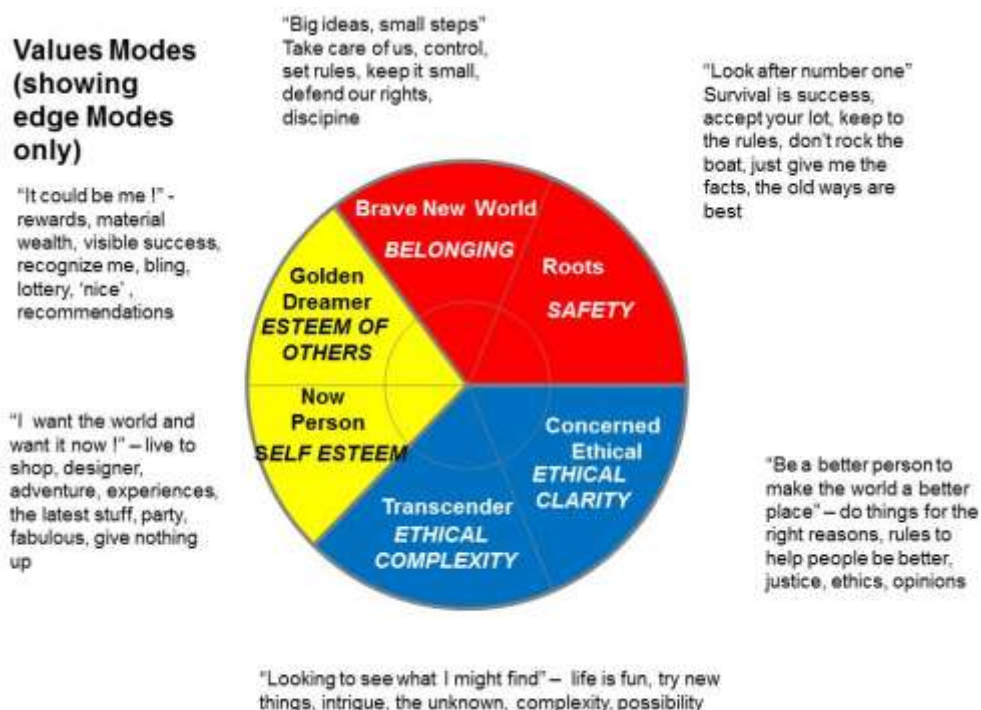 Values Modes
(showing
edge Modes
only)
"Big ideas, small steps"
Take care of us, control,
set rules, keep it small,
defend our rights,
discipine
"Look after number one"
Survival is success,
accept your lot, keep to
the rules, don't rock the
boat, just give me the
facts, the old ways are
best
"It could be me !" -
rewards, material
wealth, visible success,
recognize me, bling,
lottery, 'nice' ,
recommendations
Brave New World
BELONGING
Roots
SAFETY
Golden
Dreamer
ESTEEM OF
OTHERS
Now
Person
SELF ESTEEM
Concerned
Ethical
ETHICAL
CLARITY
Transcender
ETHICAL
COMPLEXITY
"I want the world and
want it now !" – live to
shop, designer,
adventure, experiences,
the latest stuff, party,
fabulous, give nothing
up
"Be a better person to
make the world a better
place" – do things for the
right reasons, rules to
help people be better,
justice, ethics, opinions
"Looking to see what I might find" – life is fun, try new
things, intrigue, the unknown, complexity, possibility